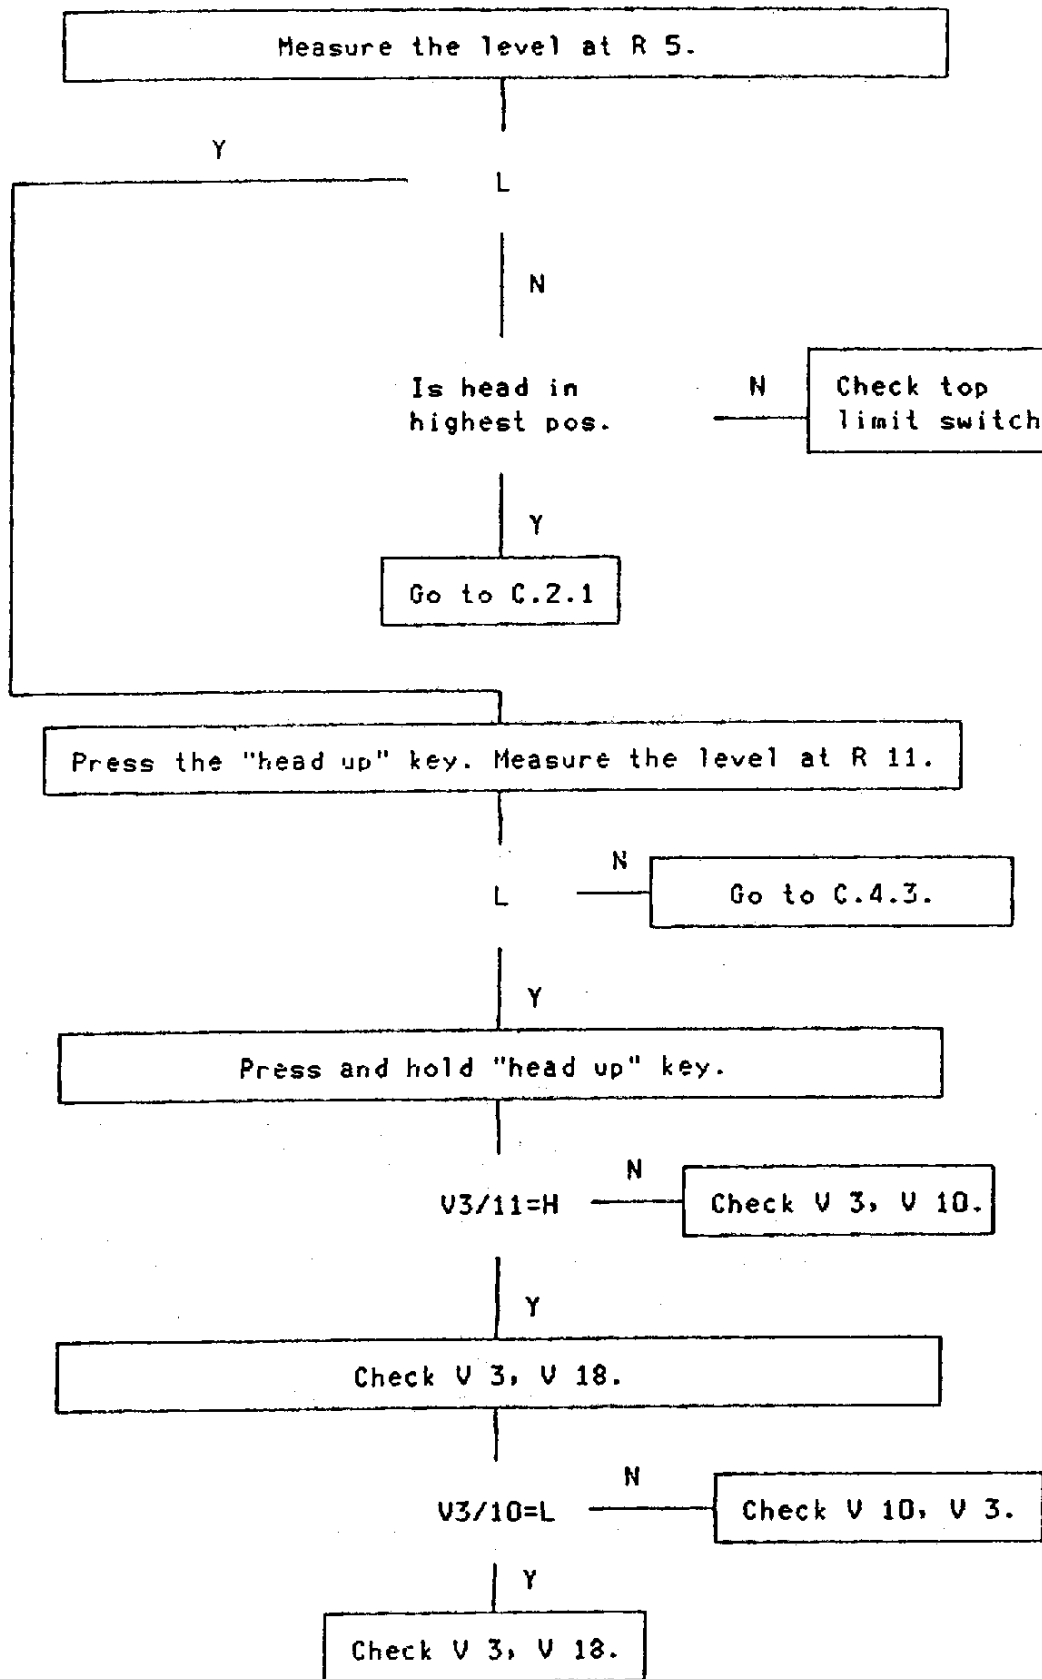 Measure the level at R 5.
Y
L
N
Is head in
highest pos.
N
Check top
limit switch
Y
Go to C.2.1
Press the "head up" key. Measure the level at R 11.
N
L
Go to C.4.3.
Y
Press and hold "head up" key.
N
V3/11=H
Check V 3, V 10.
Y
Check V 3, V 18.
N
V3/10=L
Check V 10, V 3.
Y
Check V 3, V 18.